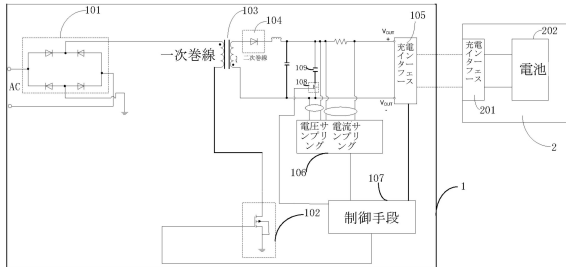 101
AC
一次巻線
103
104
二次巻線
109
108
V_OUT
+
105
充電インターフェース
V_OUT
-
電圧サンプリング
電流サンプリング
106
107
制御手段
102
1
充電インターフェース
201
202
電池
2